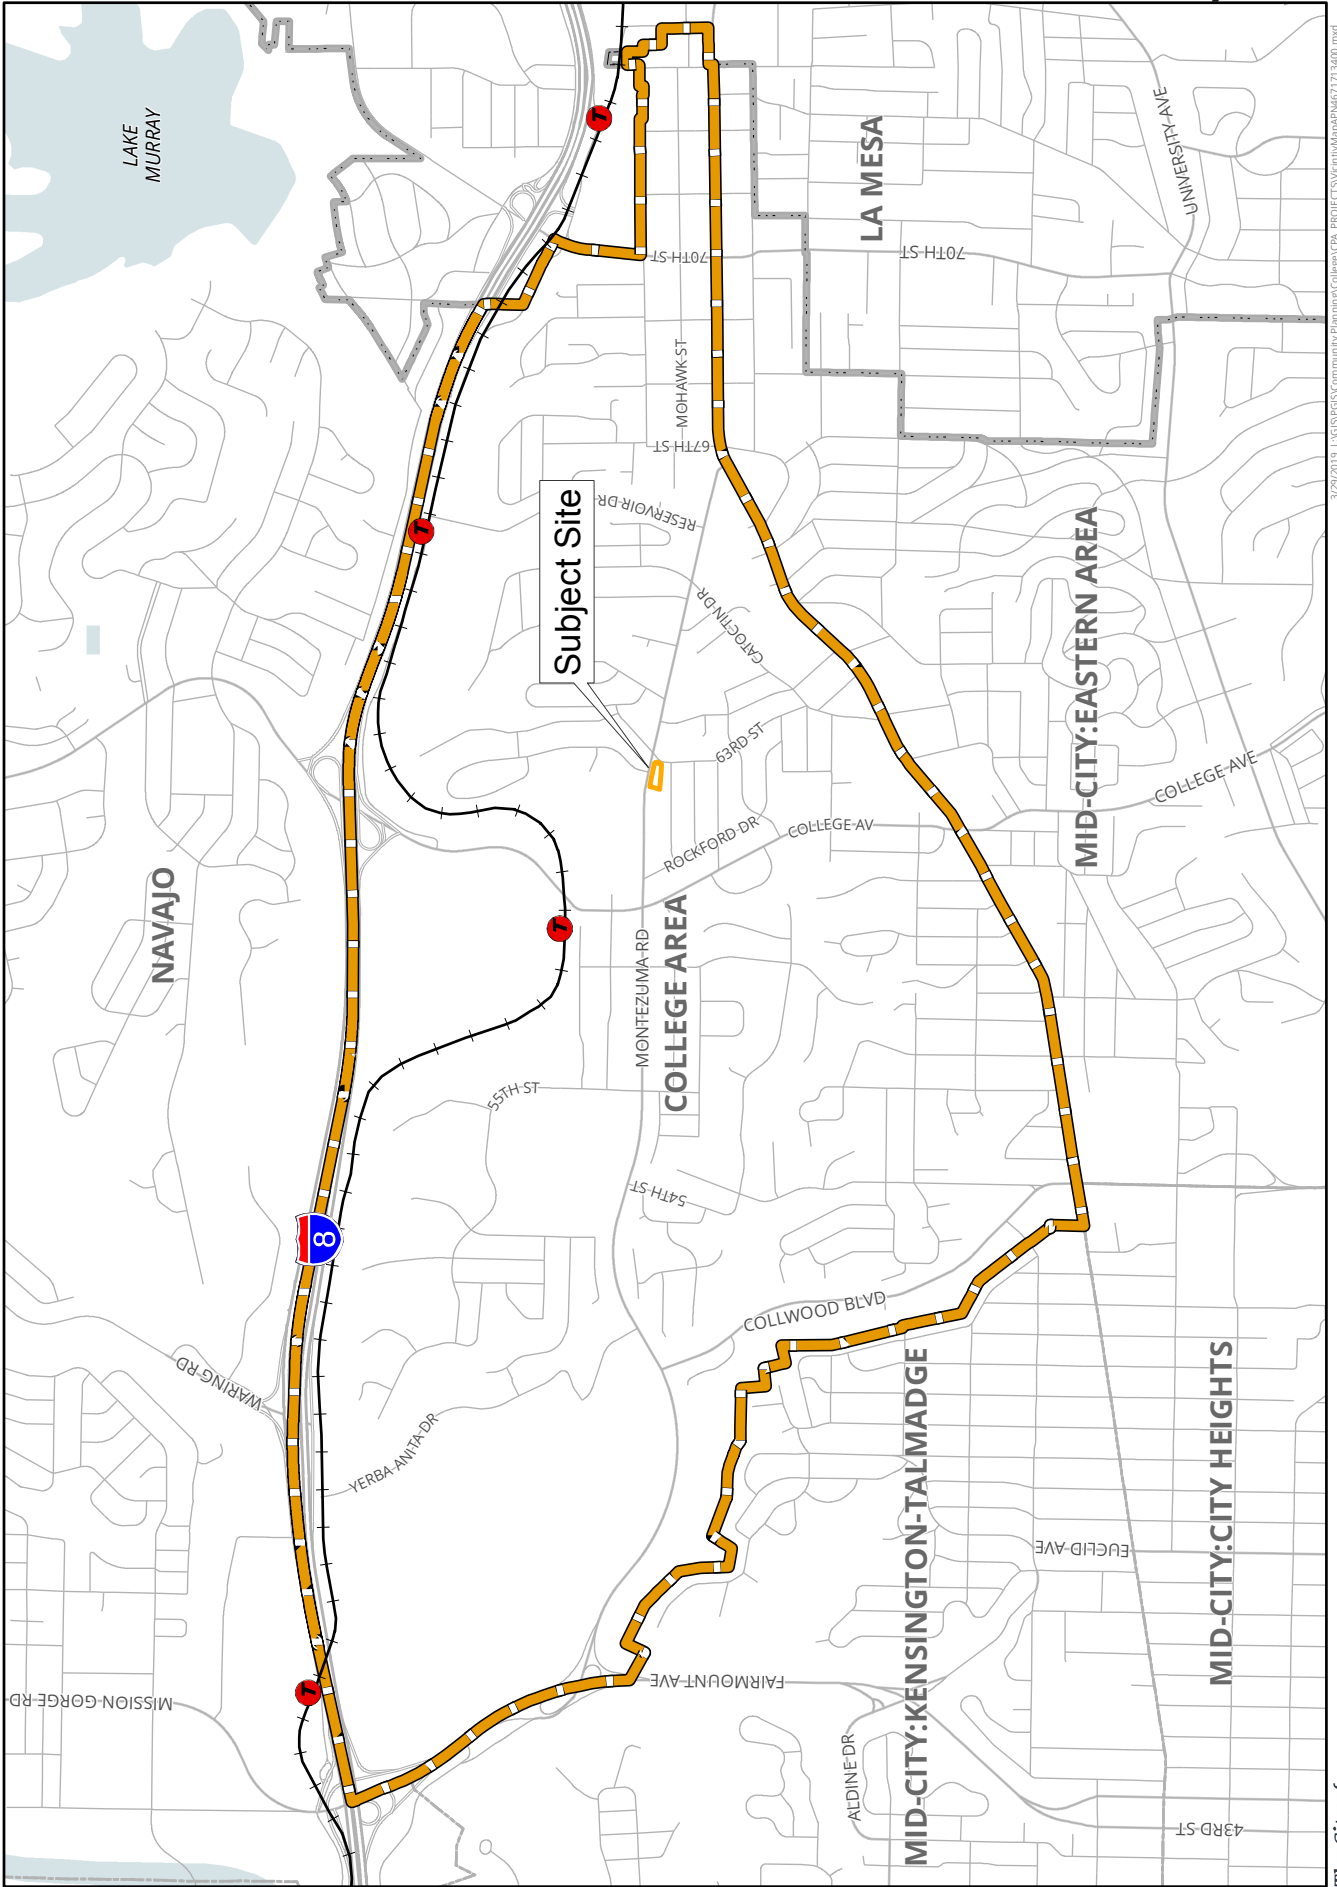 LAKE
MURRAY
NAVAJO
WARING RD
MISSION GORGE RD
8
T
T
T
T
YERBA ANITA DR
55TH ST
54TH ST
MONTEZUMA RD
COLLEGE AREA
Subject Site
RESERVOIR DR
67TH ST
MOHAWK ST
70TH ST
70TH ST
LA MESA
UNIVERSITY AVE
CATOCTIN DR
63RD ST
ROCKFORD DR
COLLEGE AV
COLLEGE AVE
MID-CITY:EASTERN AREA
COLLWOOD BLVD
FAIRMOUNT AVE
MID-CITY:KENSINGTON-TALMADGE
ALDINE DR
EUCLID AVE
MID-CITY:CITY HEIGHTS
43RD ST